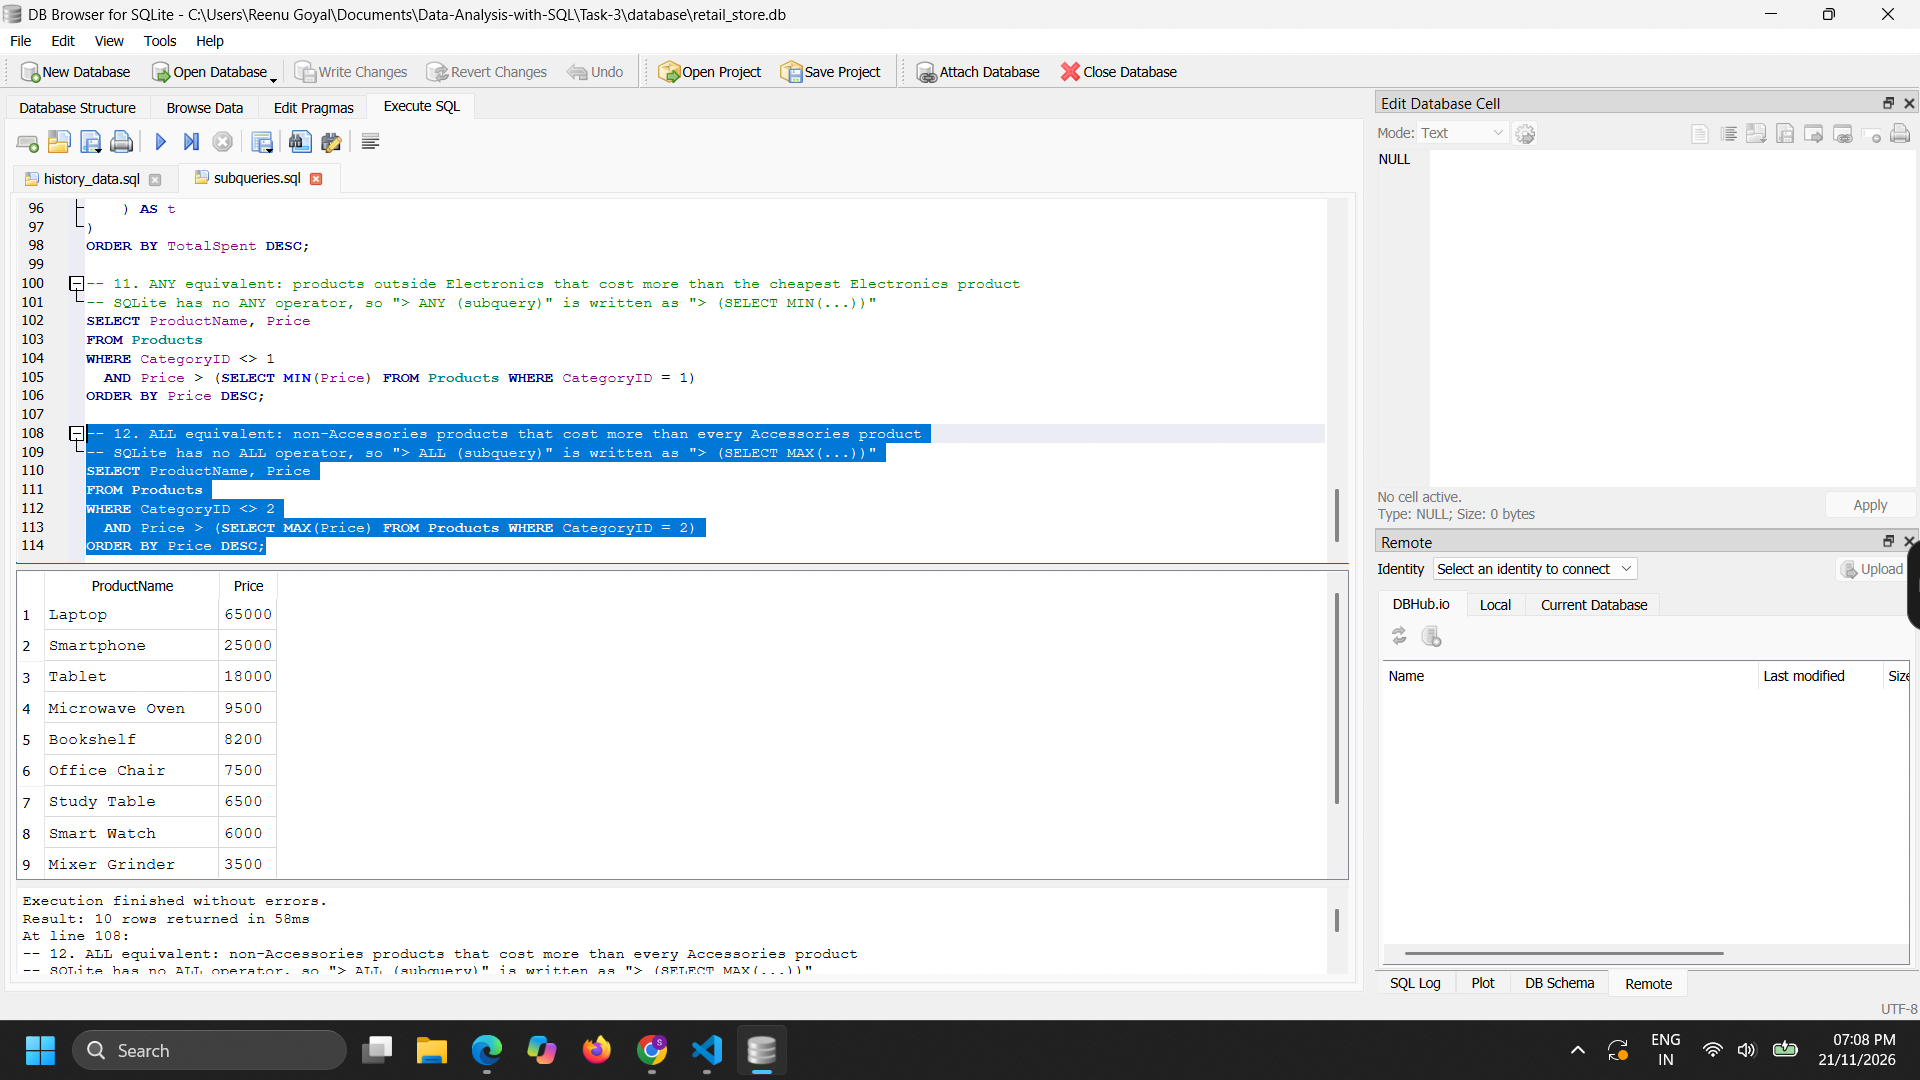 DB Browser for SQLite - C:\Users\Reenu Goyal\Documents\Data-Analysis-with-SQL\Task-3\database\retail_store.db
File Edit View Tools Help
New Database Open Database Write Changes Revert Changes Undo Open Project Save Project Attach Database Close Database
Database Structure Browse Data Edit Pragmas Execute SQL
history_data.sql subqueries.sql
96 ) AS t
97 )
98 ORDER BY TotalSpent DESC;
99
100 -- 11. ANY equivalent: products outside Electronics that cost more than the cheapest Electronics product
101 -- SQLite has no ANY operator, so "> ANY (subquery)" is written as "> (SELECT MIN(...))"
102 SELECT ProductName, Price
103 FROM Products
104 WHERE CategoryID <> 1
105 AND Price > (SELECT MIN(Price) FROM Products WHERE CategoryID = 1)
106 ORDER BY Price DESC;
107
108 -- 12. ALL equivalent: non-Accessories products that cost more than every Accessories product
109 -- SQLite has no ALL operator, so "> ALL (subquery)" is written as "> (SELECT MAX(...))"
110 SELECT ProductName, Price
111 FROM Products
112 WHERE CategoryID <> 2
113 AND Price > (SELECT MAX(Price) FROM Products WHERE CategoryID = 2)
114 ORDER BY Price DESC;
ProductName Price
1 Laptop 65000
2 Smartphone 25000
3 Tablet 18000
4 Microwave Oven 9500
5 Bookshelf 8200
6 Office Chair 7500
7 Study Table 6500
8 Smart Watch 6000
9 Mixer Grinder 3500
Execution finished without errors.
Result: 10 rows returned in 58ms
At line 108:
-- 12. ALL equivalent: non-Accessories products that cost more than every Accessories product
-- SQLite has no ALL operator, so "> ALL (subquery)" is written as "> (SELECT MAX(...))"
Edit Database Cell
Mode: Text
NULL
No cell active.
Type: NULL; Size: 0 bytes
Apply
Remote
Identity Select an identity to connect Upload
DBHub.io Local Current Database
Name Last modified Size
SQL Log Plot DB Schema Remote
UTF-8
Search
ENG
IN
07:08 PM
21/11/2026